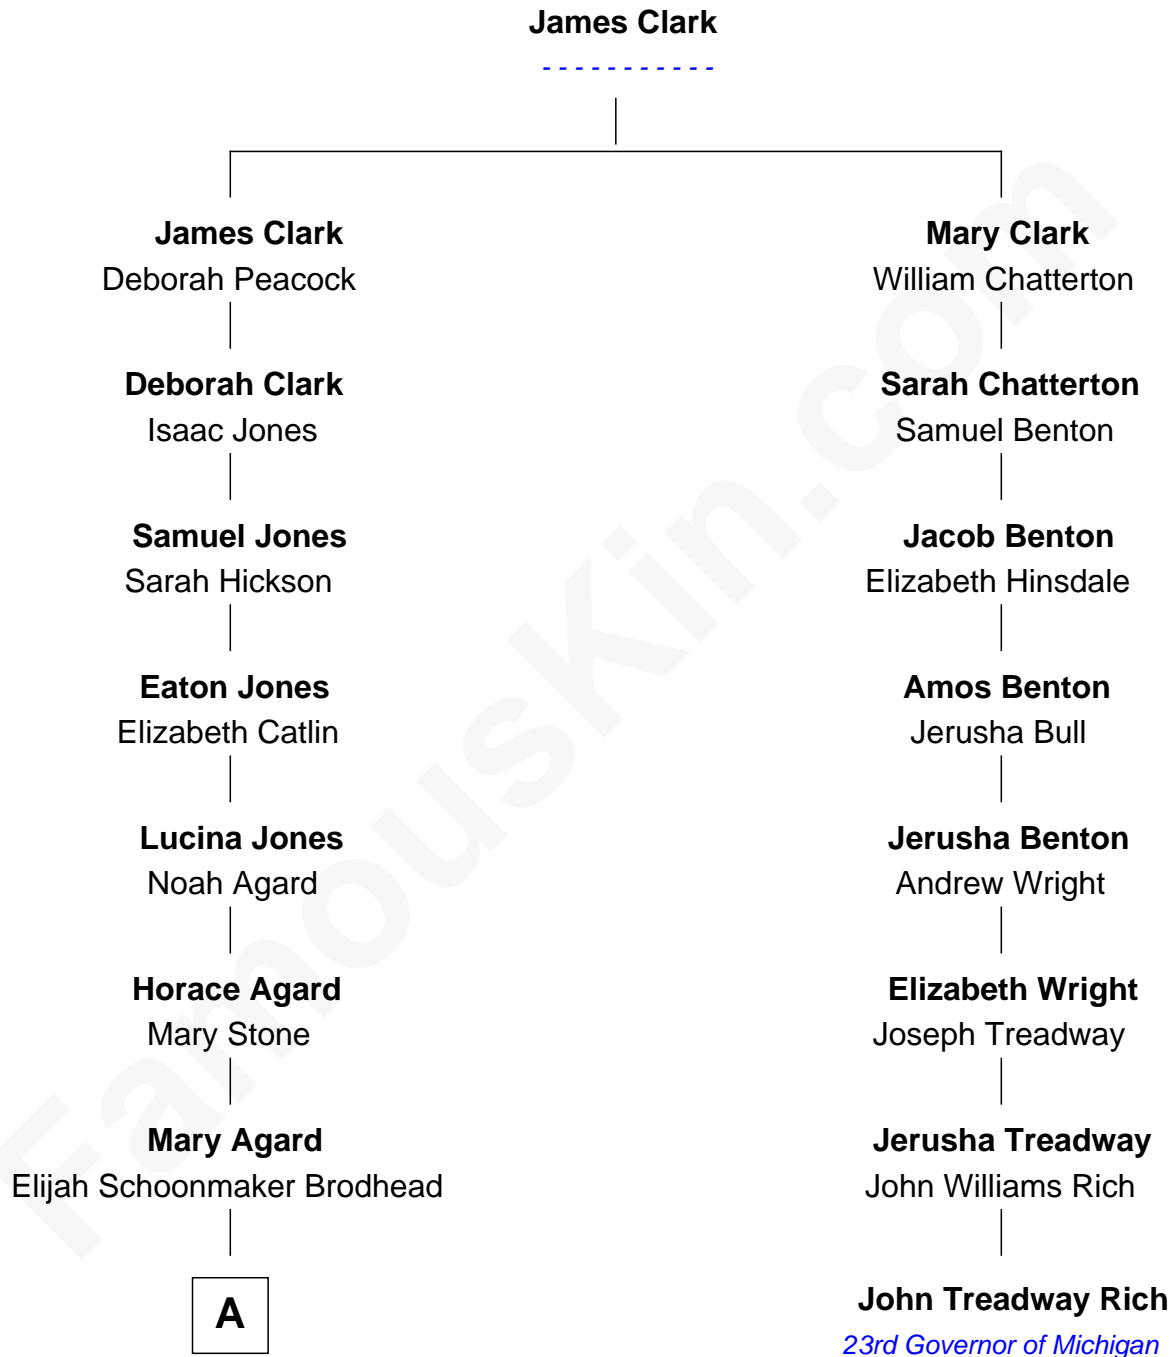 James Clark
- - - - - - - - - - -
James Clark
Deborah Peacock
Mary Clark
William Chatterton
Deborah Clark
Isaac Jones
Sarah Chatterton
Samuel Benton
Samuel Jones
Sarah Hickson
Jacob Benton
Elizabeth Hinsdale
Eaton Jones
Elizabeth Catlin
Amos Benton
Jerusha Bull
Lucina Jones
Noah Agard
Jerusha Benton
Andrew Wright
Horace Agard
Mary Stone
Elizabeth Wright
Joseph Treadway
Mary Agard
Elijah Schoonmaker Brodhead
Jerusha Treadway
John Williams Rich
A
John Treadway Rich
23rd Governor of Michigan
FamousKin.com